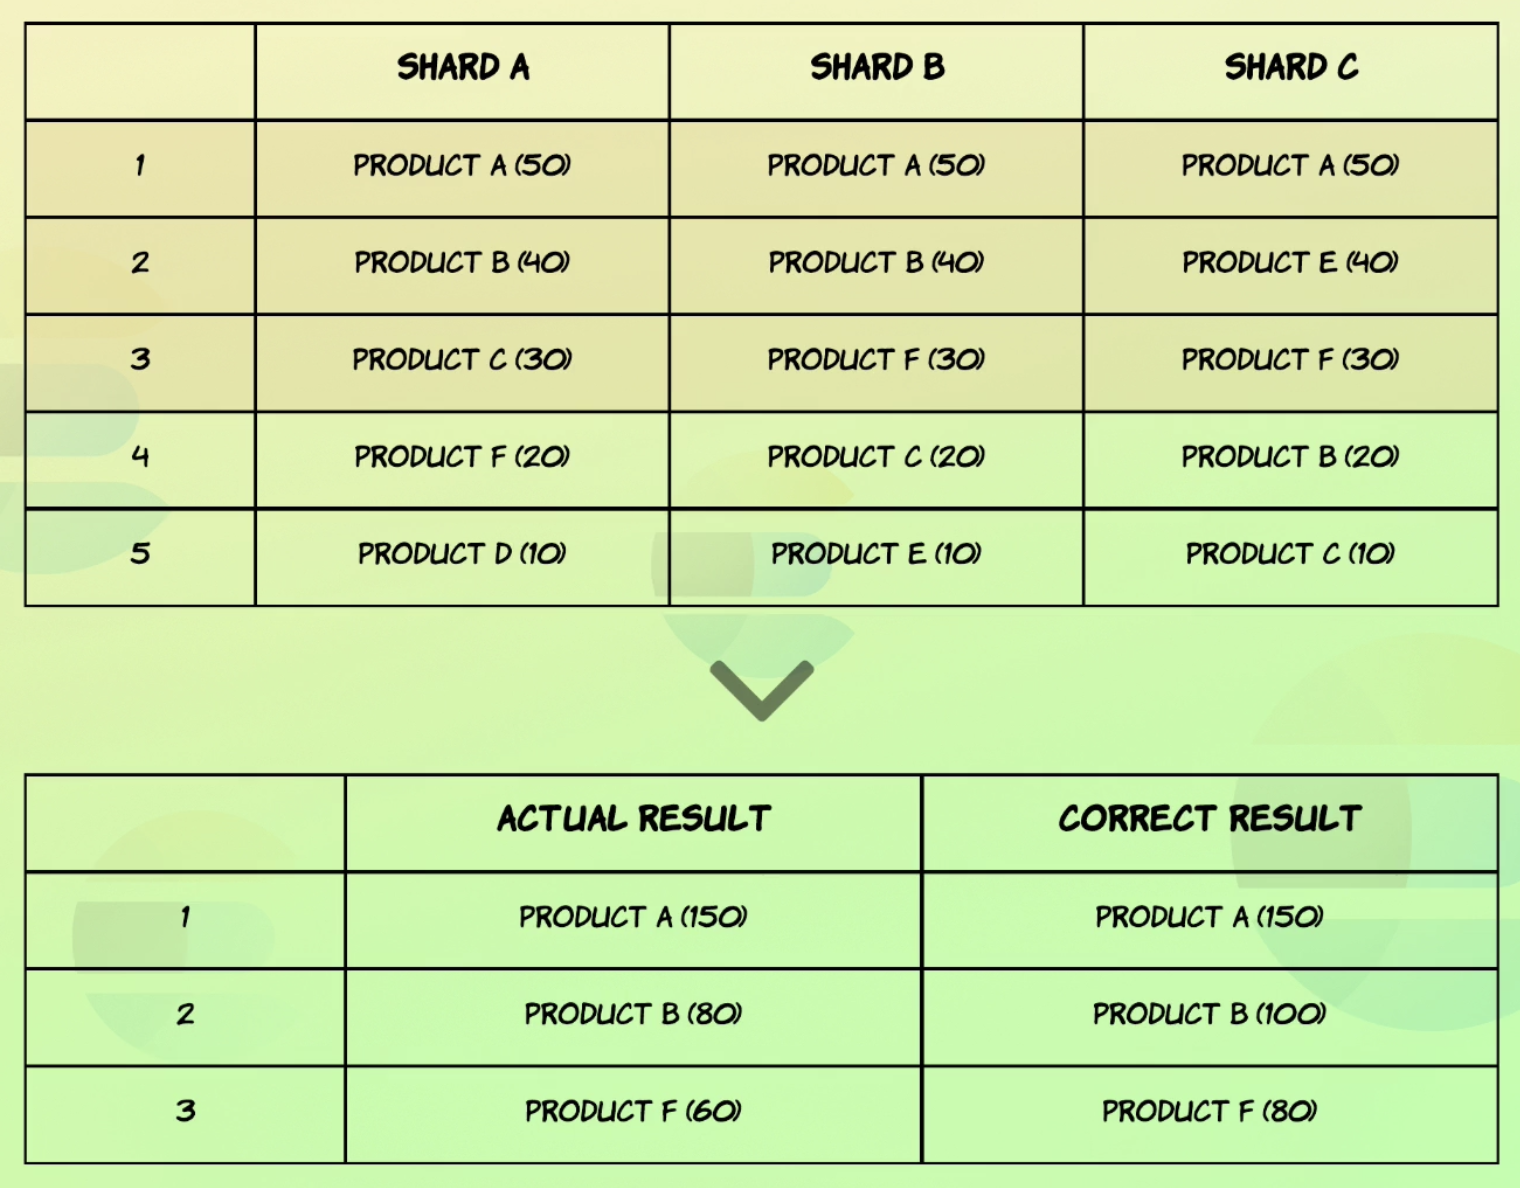 SHARD A SHARD B SHARD C
1 PRODUCT A (50) PRODUCT A (50) PRODUCT A (50)
2 PRODUCT B (40) PRODUCT B (40) PRODUCT E (40)
3 PRODUCT C (30) PRODUCT F (30) PRODUCT F (30)
4 PRODUCT F (20) PRODUCT C (20) PRODUCT B (20)
5 PRODUCT D (10) PRODUCT E (10) PRODUCT C (10)
ACTUAL RESULT CORRECT RESULT
1 PRODUCT A (150) PRODUCT A (150)
2 PRODUCT B (80) PRODUCT B (100)
3 PRODUCT F (60) PRODUCT F (80)